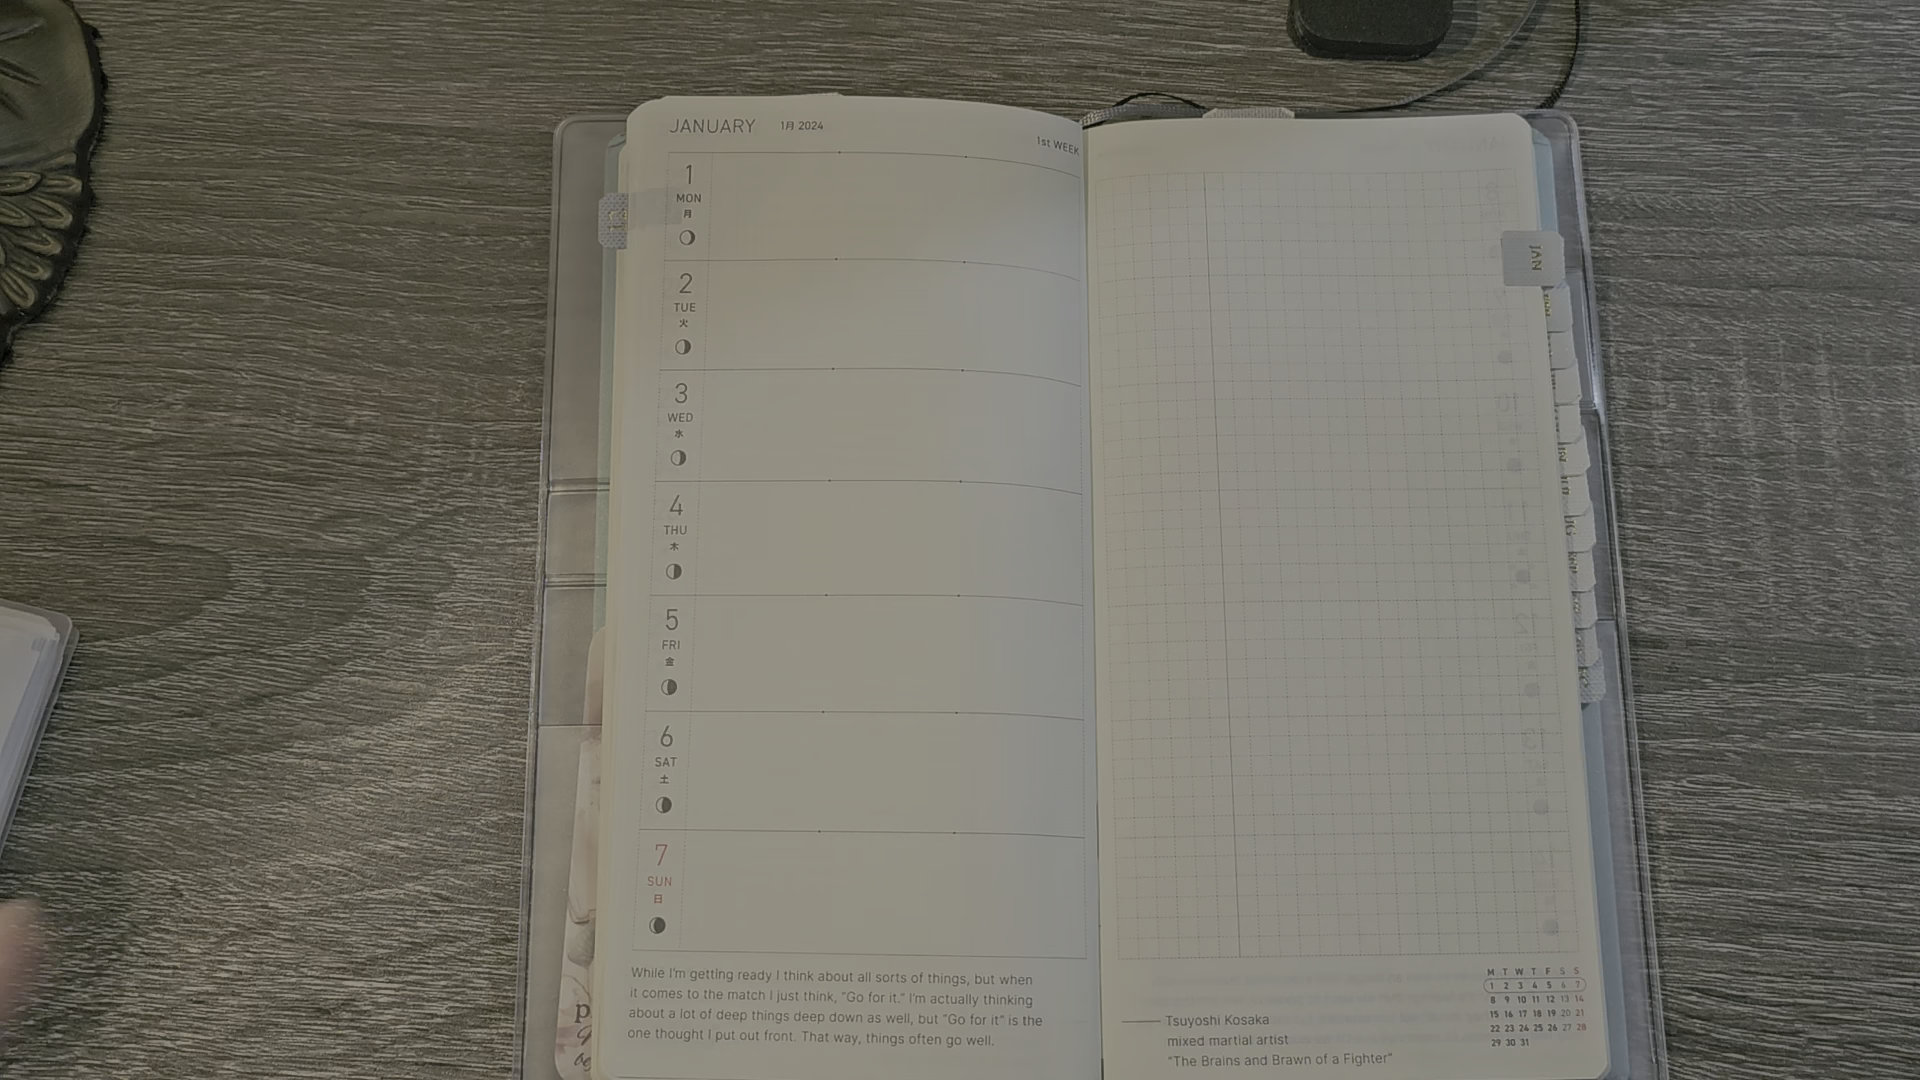 JANUARY 1月 2024
1st WEEK
1
MON
月
2
TUE
火
3
WED
水
4
THU
木
5
FRI
金
6
SAT
土
7
SUN
日
While I'm getting ready I think about all sorts of things, but when
it comes to the match I just think, "Go for it." I'm actually thinking
about a lot of deep things deep down as well, but "Go for it" is the
one thought I put out front. That way, things often go well.
JAN
Tsuyoshi Kosaka
mixed martial artist
"The Brains and Brawn of a Fighter"
M T W T F S S
1 2 3 4 5 6 7
8 9 10 11 12 13 14
15 16 17 18 19 20 21
22 23 24 25 26 27 28
29 30 31